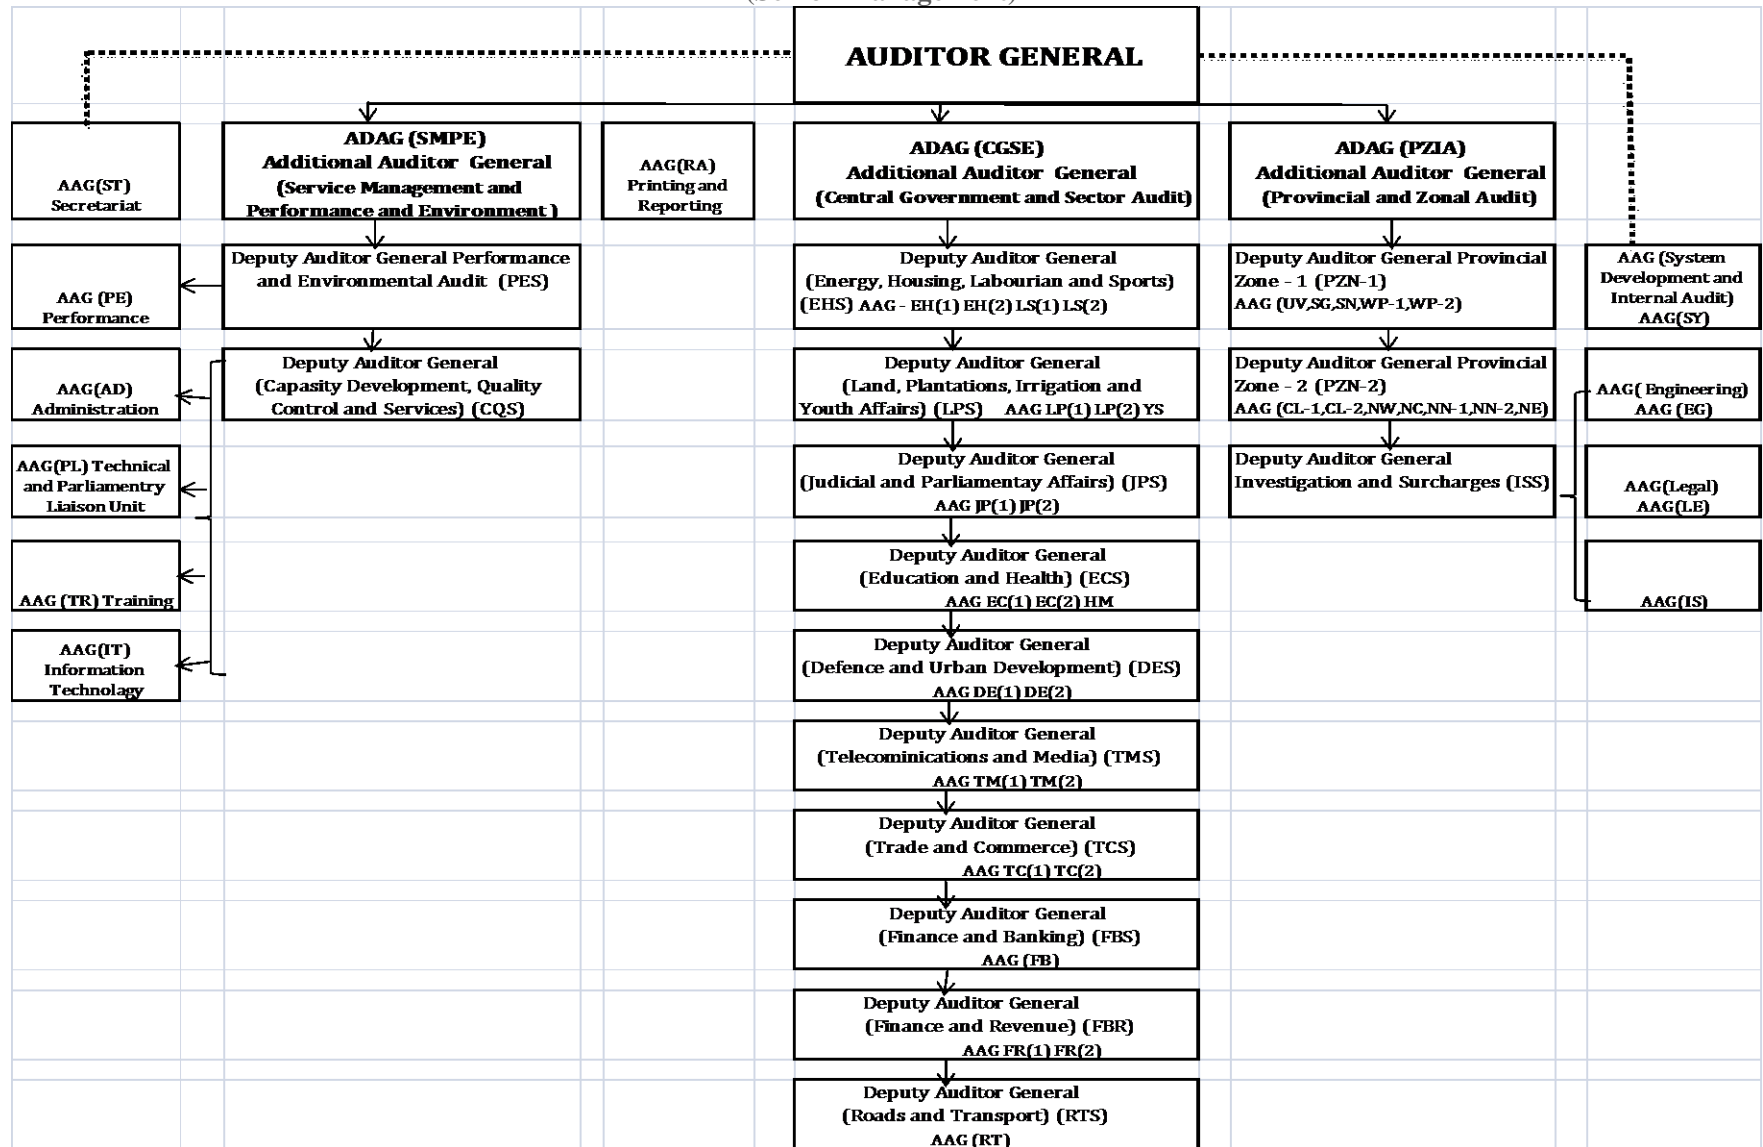 AUDITOR GENERAL
AAG(ST)
Secretariat
ADAG (SMPE)
Additional Auditor General
(Service Management and
Performance and Environment )
AAG(RA)
Printing and
Reporting
ADAG (CGSE)
Additional Auditor General
(Central Government and Sector Audit)
ADAG (PZIA)
Additional Auditor General
(Provincial and Zonal Audit)
AAG (PE)
Performance
Deputy Auditor General Performance
and Environmental Audit (PES)
Deputy Auditor General
(Energy, Housing, Labourian and Sports)
(EHS) AAG - EH(1) EH(2) LS(1) LS(2)
Deputy Auditor General Provincial
Zone - 1 (PZN-1)
AAG (UV,SG,SN,WP-1,WP-2)
AAG (System
Development and
Internal Audit)
AAG(SY)
AAG(AD)
Administration
Deputy Auditor General
(Capasity Development, Quality
Control and Services) (CQS)
Deputy Auditor General
(Land, Plantations, Irrigation and
Youth Affairs) (LPS) AAG LP(1) LP(2) YS
Deputy Auditor General Provincial
Zone - 2 (PZN-2)
AAG (CL-1,CL-2,NW,NC,NN-1,NN-2,NE)
AAG( Engineering)
AAG (EG)
AAG(PL) Technical
and Parliamentry
Liaison Unit
Deputy Auditor General
(Judicial and Parliamentay Affairs) (JPS)
AAG JP(1) JP(2)
Deputy Auditor General
Investigation and Surcharges (ISS)
AAG(Legal)
AAG(LE)
AAG (TR) Training
Deputy Auditor General
(Education and Health) (ECS)
AAG EC(1) EC(2) HM
AAG(IS)
AAG(IT)
Information
Technology
Deputy Auditor General
(Defence and Urban Development) (DES)
AAG DE(1) DE(2)
Deputy Auditor General
(Telecominications and Media) (TMS)
AAG TM(1) TM(2)
Deputy Auditor General
(Trade and Commerce) (TCS)
AAG TC(1) TC(2)
Deputy Auditor General
(Finance and Banking) (FBS)
AAG (FB)
Deputy Auditor General
(Finance and Revenue) (FBR)
AAG FR(1) FR(2)
Deputy Auditor General
(Roads and Transport) (RTS)
AAG (RT)